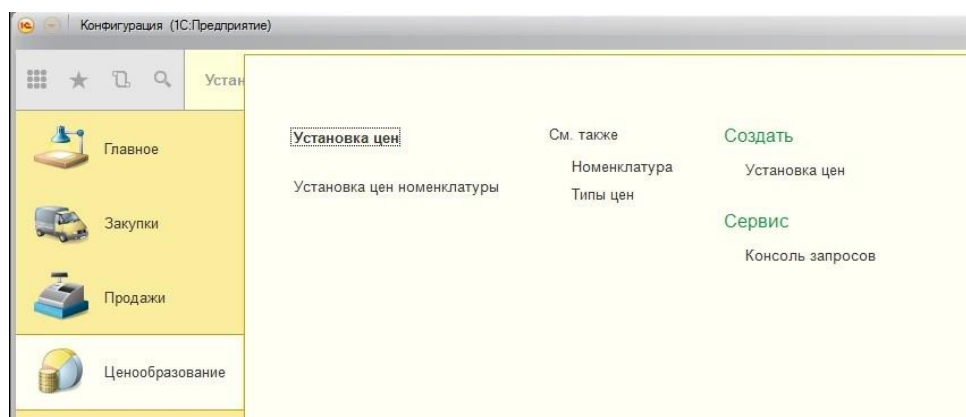 1С Конфигурация (1С:Предприятие)
Устан
Главное
Закупки
Продажи
Ценообразование
Установка цен
Установка цен номенклатуры
См. также
Номенклатура
Типы цен
Создать
Установка цен
Сервис
Консоль запросов